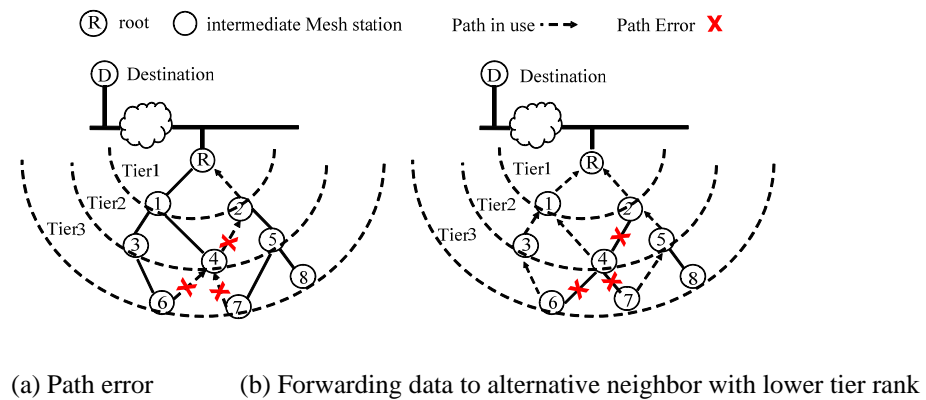 R root intermediate Mesh station Path in use Path Error X
D Destination
R
Tier1
Tier2
Tier3
1
2
3
4
5
6
7
8
D Destination
R
Tier1
Tier2
Tier3
1
2
3
4
5
6
7
8
(a) Path error (b) Forwarding data to alternative neighbor with lower tier rank